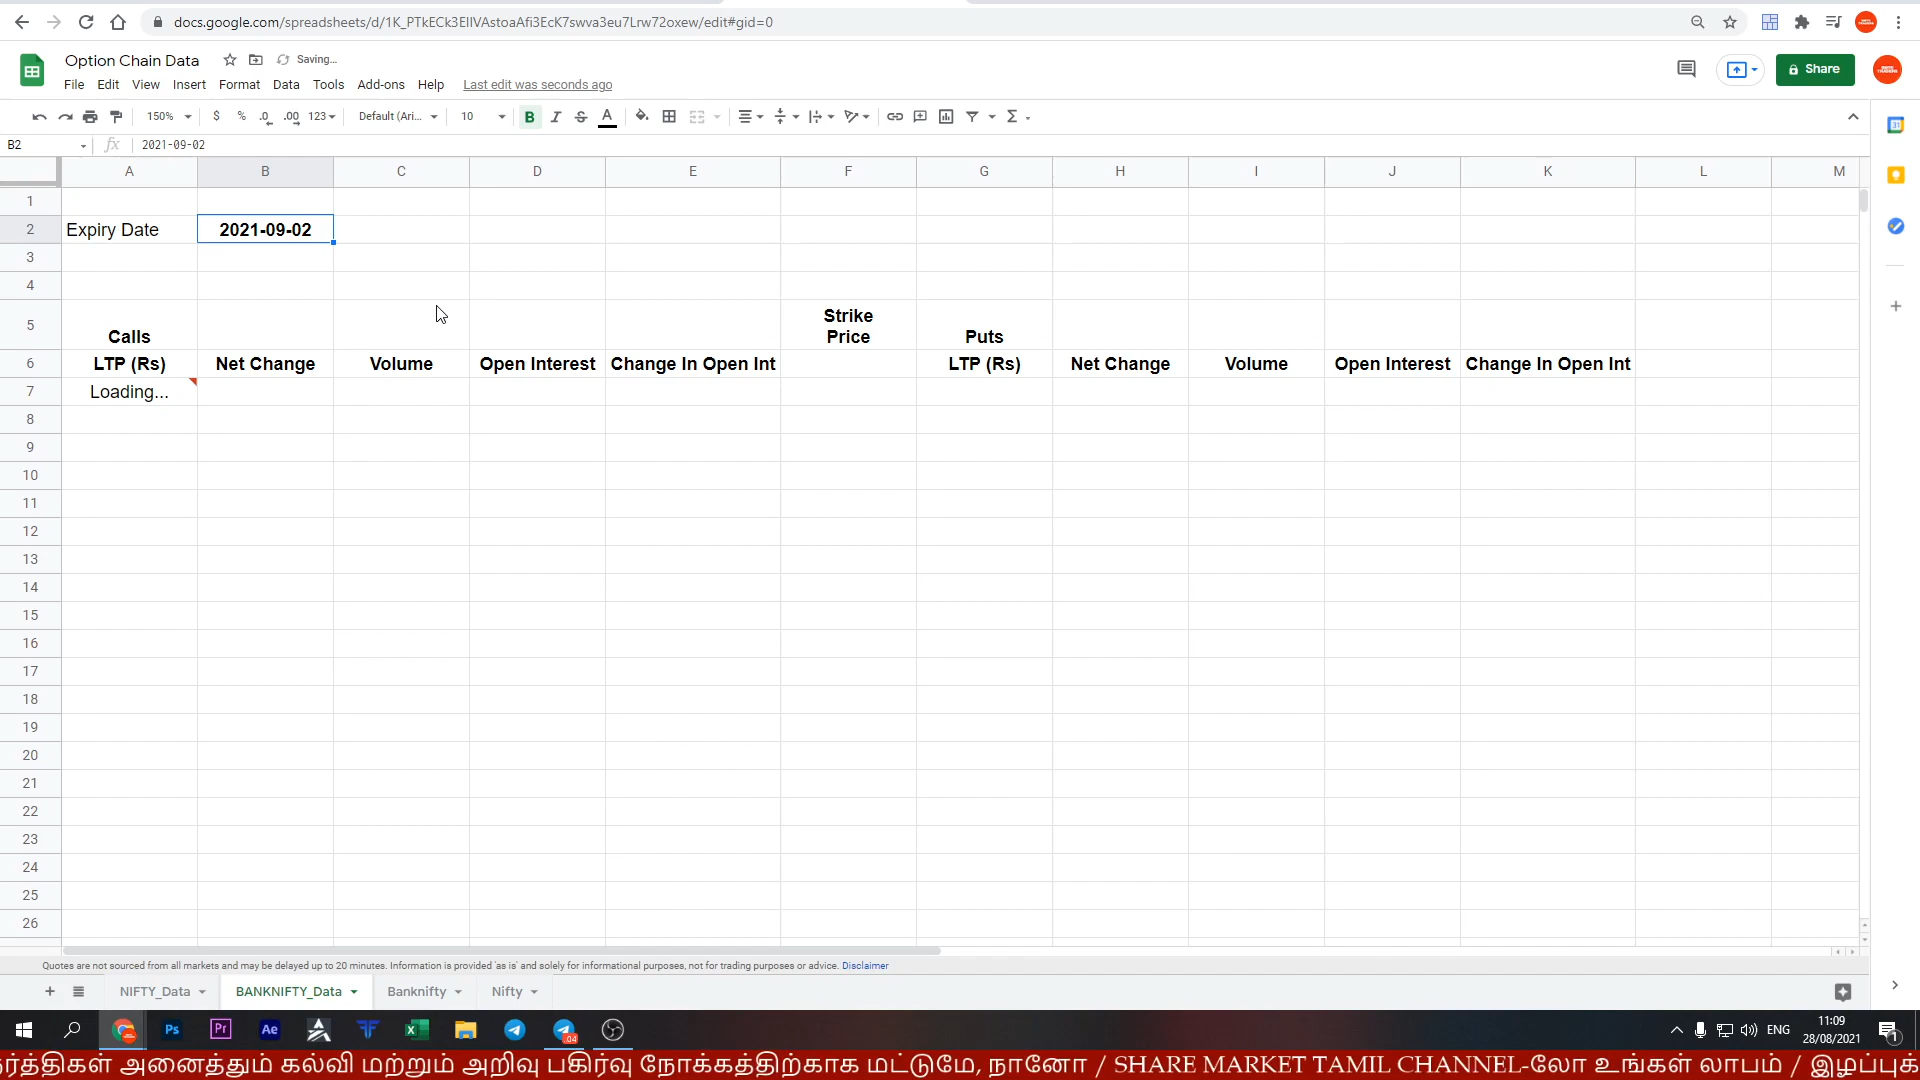 docs.google.com/spreadsheets/d/1K_PTkECk3EIIVAstoaAfi3EcK7swva3eu7Lrw72oxew/edit#gid=0
Option Chain Data Saving...
File Edit View Insert Format Data Tools Add-ons Help Last edit was seconds ago
Share
150% $ % .0 .00 123 Default (Ari... 10 B I S A
B2 fx 2021-09-02
A B C D E F G H I J K L M
1
2 Expiry Date 2021-09-02
3
4
5 Calls Strike Price Puts
6 LTP (Rs) Net Change Volume Open Interest Change In Open Int LTP (Rs) Net Change Volume Open Interest Change In Open Int
7 Loading...
8
9
10
11
12
13
14
15
16
17
18
19
20
21
22
23
24
25
26
Quotes are not sourced from all markets and may be delayed up to 20 minutes. Information is provided 'as is' and solely for informational purposes, not for trading purposes or advice. Disclaimer
NIFTY_Data BANKNIFTY_Data Banknifty Nifty
Ps Pr Ae ENG 11:09
28/08/2021
அனைத்தும் கல்வி மற்றும் அறிவு பகிர்வு நோக்கத்திற்காக மட்டுமே, நானோ / SHARE MARKET TAMIL CHANNEL-லோ உங்கள் லாபம் /